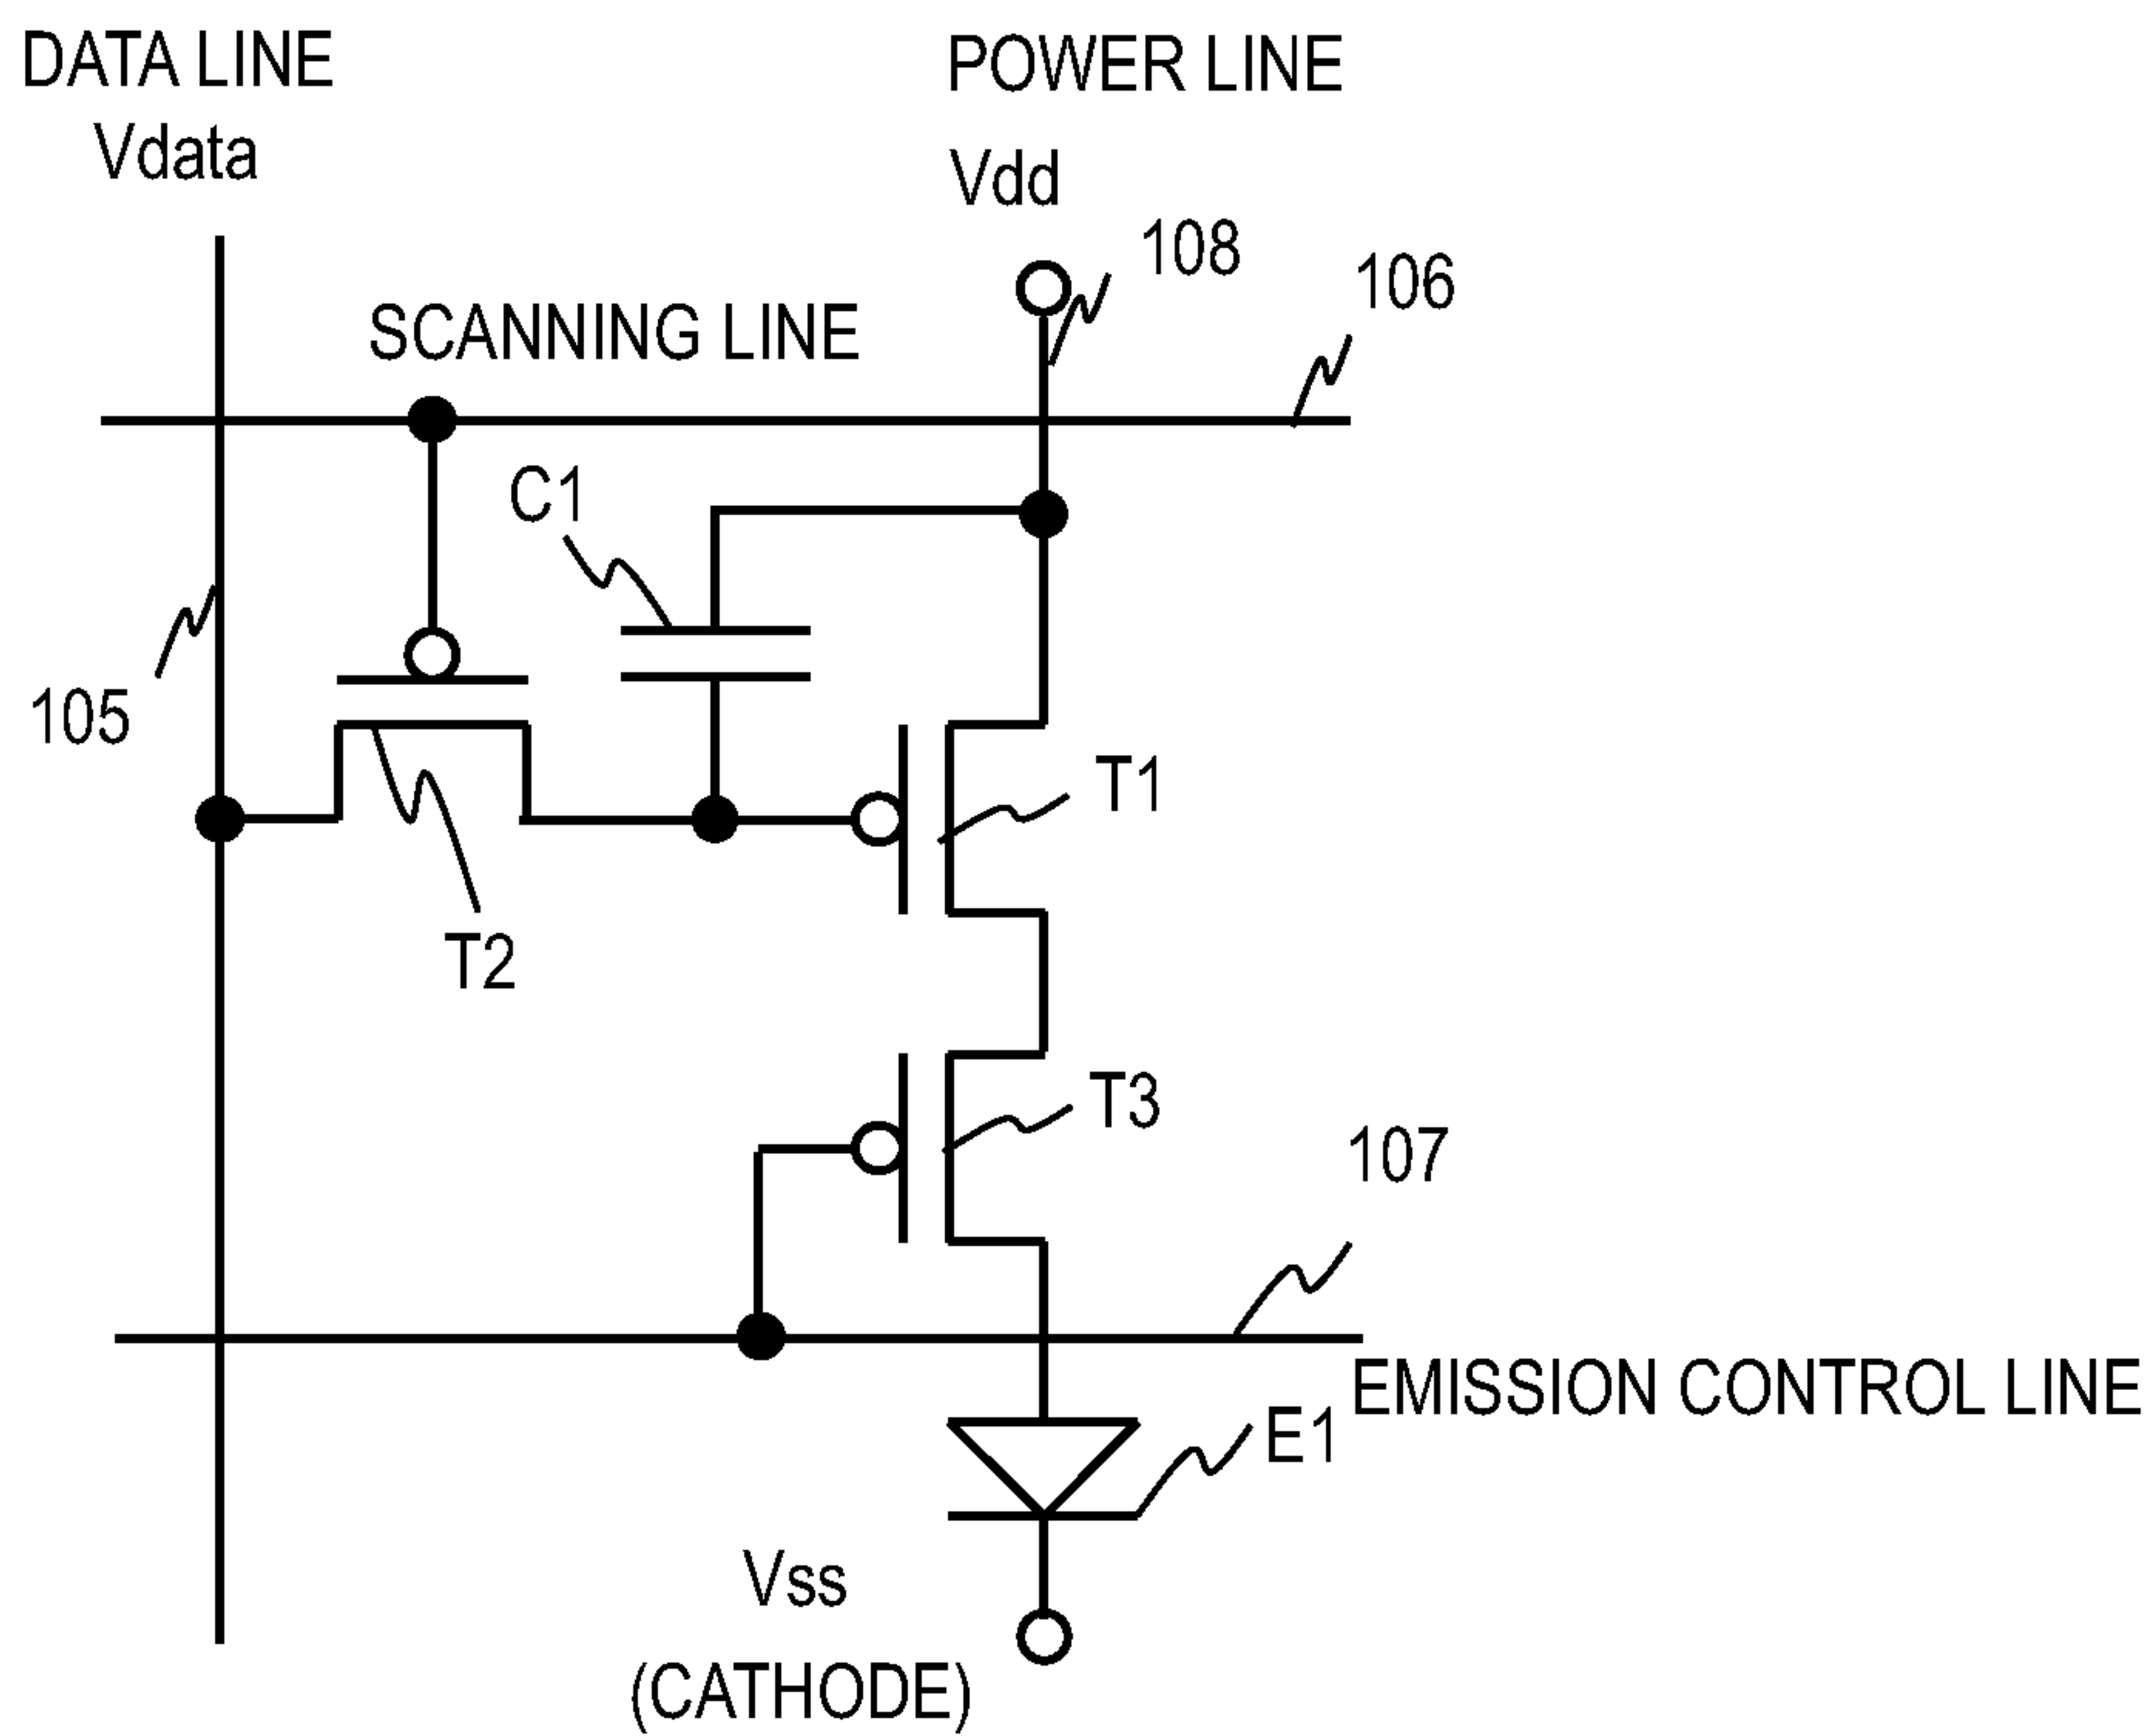 DATA LINE
Vdata
POWER LINE
Vdd
108
106
SCANNING LINE
C1
105
T1
T2
T3
107
EMISSION CONTROL LINE
E1
Vss
(CATHODE)